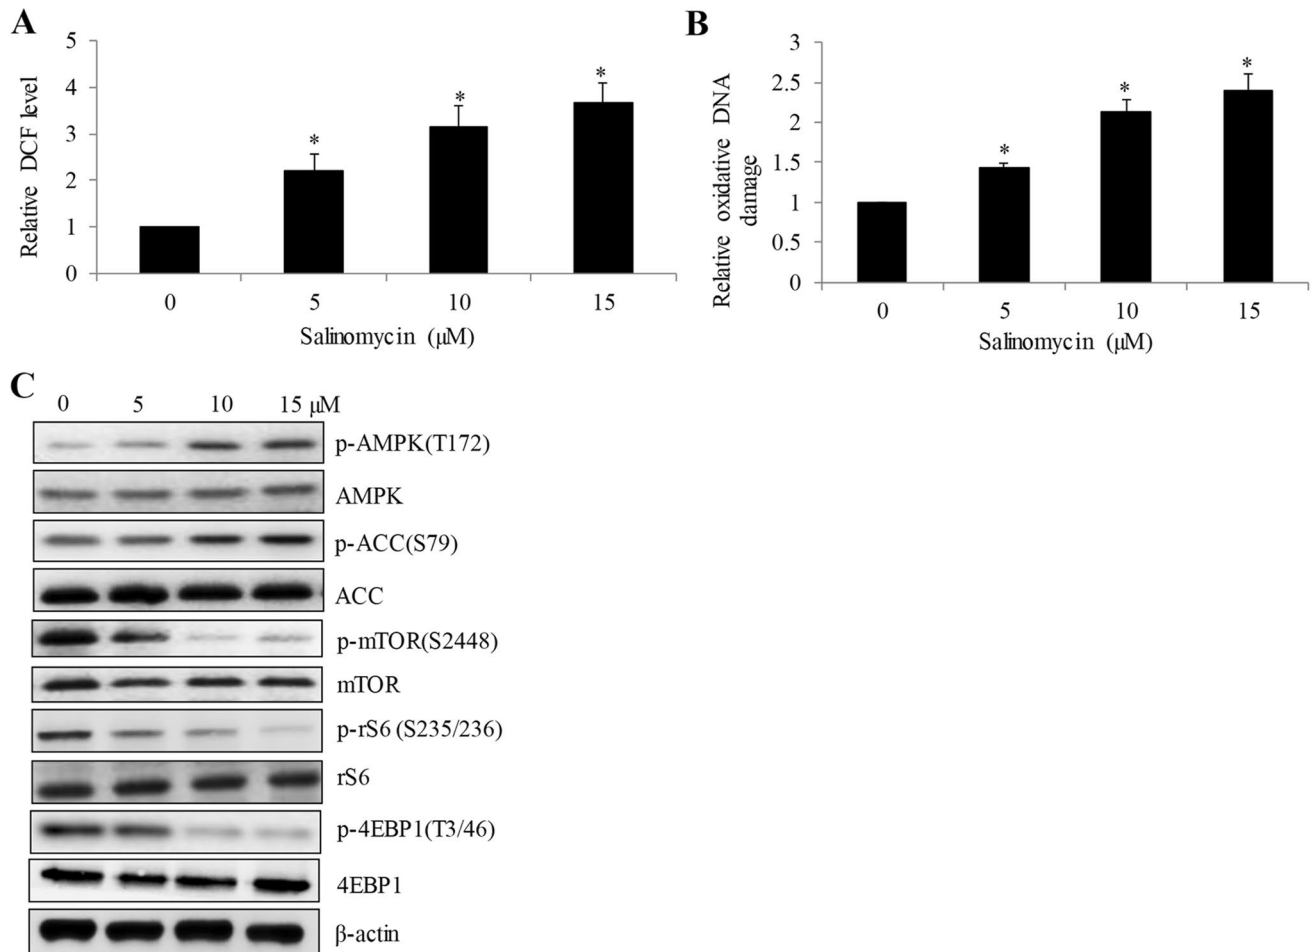 A
5
4
3
2
1
0
Relative DCF level
*
*
*
0 5 10 15
Salinomycin (μM)
B
3
2.5
2
1.5
1
0.5
0
Relative oxidative DNA
damage
*
*
*
0 5 10 15
Salinomycin (μM)
C
0 5 10 15 μM
p-AMPK(T172)
AMPK
p-ACC(S79)
ACC
p-mTOR(S2448)
mTOR
p-rS6 (S235/236)
rS6
p-4EBP1(T3/46)
4EBP1
β-actin